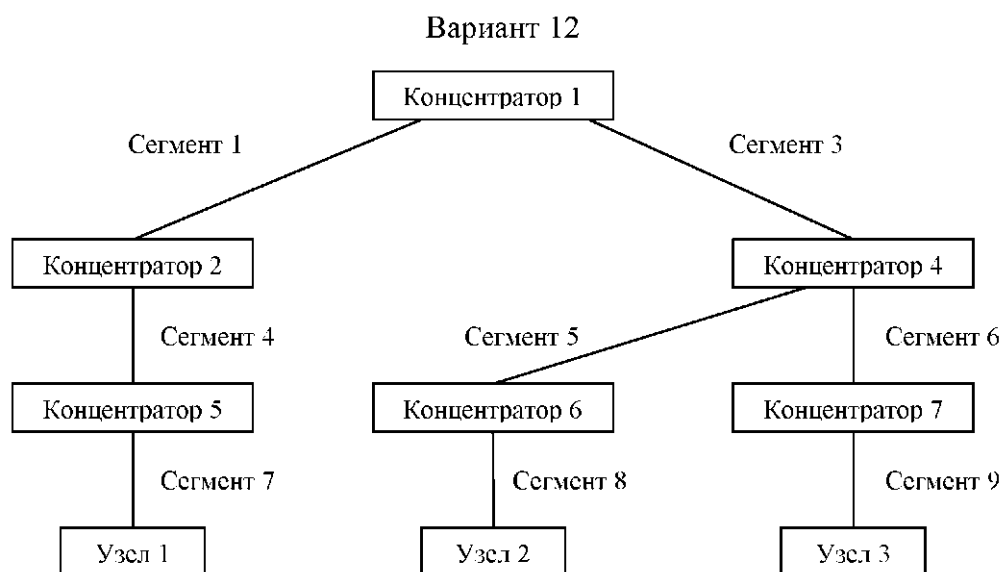 Вариант 12
Концентратор 1
Сегмент 1
Сегмент 3
Концентратор 2
Концентратор 4
Сегмент 4
Сегмент 5
Сегмент 6
Концентратор 5
Концентратор 6
Концентратор 7
Сегмент 7
Сегмент 8
Сегмент 9
Узел 1
Узел 2
Узел 3